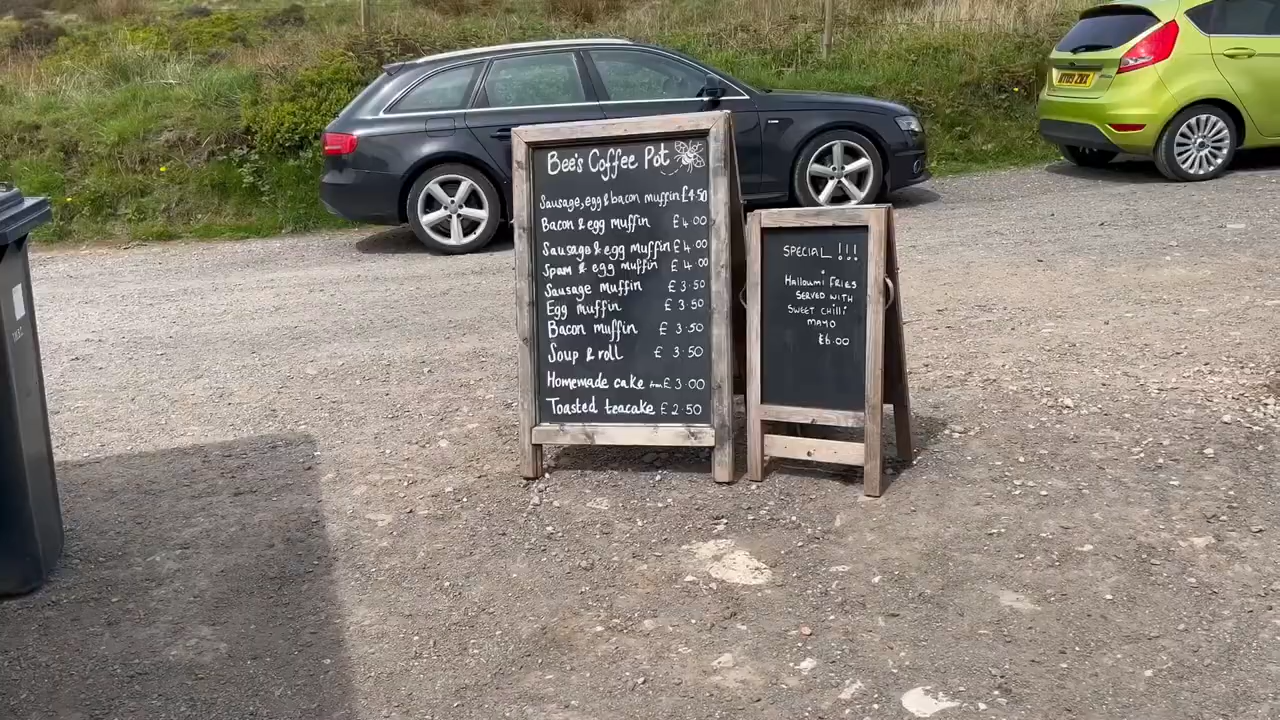 Bee's Coffee Pot
Sausage, egg & bacon muffin £4.50
Bacon & egg muffin £4.00
Sausage & egg muffin £4.00
Spam & egg muffin £4.00
Sausage muffin £3.50
Egg muffin £3.50
Bacon muffin £3.50
Soup & roll £3.50
Homemade cake from £3.00
Toasted teacake £2.50
SPECIAL !!!
Halloumi FRIES
SERVED WITH
SWEET CHILLi
MAYO
£6.00